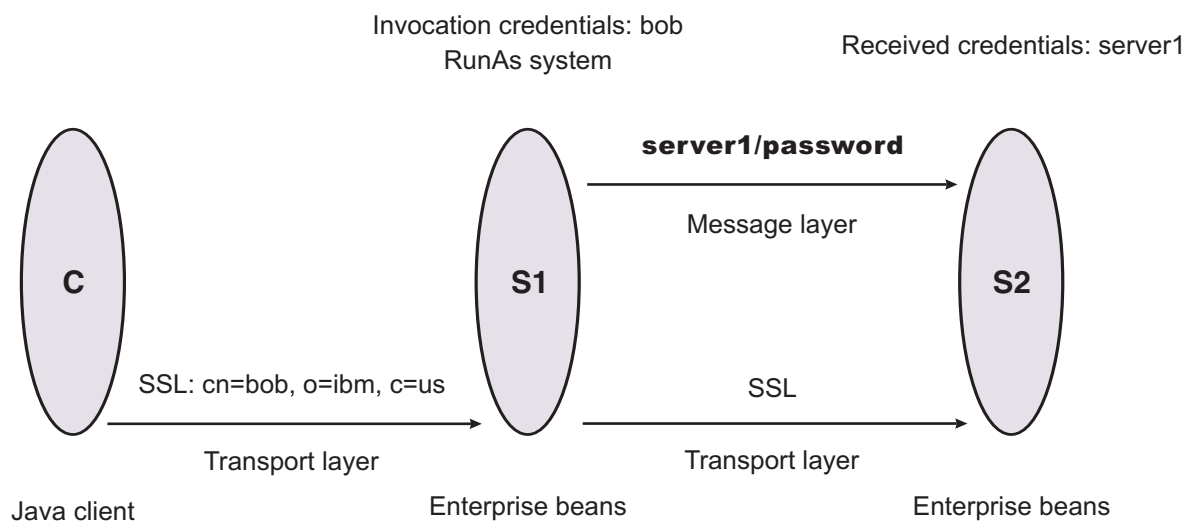 Invocation credentials: bob
RunAs system
Received credentials: server1
server1/password
Message layer
C
S1
S2
SSL: cn=bob, o=ibm, c=us
SSL
Transport layer
Transport layer
Java client
Enterprise beans
Enterprise beans